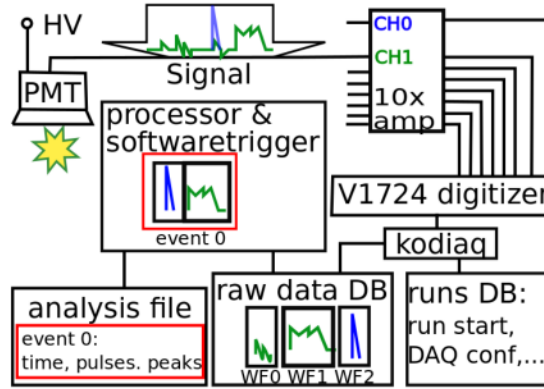 HV
CH0
PMT
Signal
CH1
10x
amp
processor &
softwaretrigger
event 0
V1724 digitizer
kodiaq
analysis file
event 0:
time, pulses. peaks
raw data DB
WF0 WF1 WF2
runs DB:
run start,
DAQ conf,...